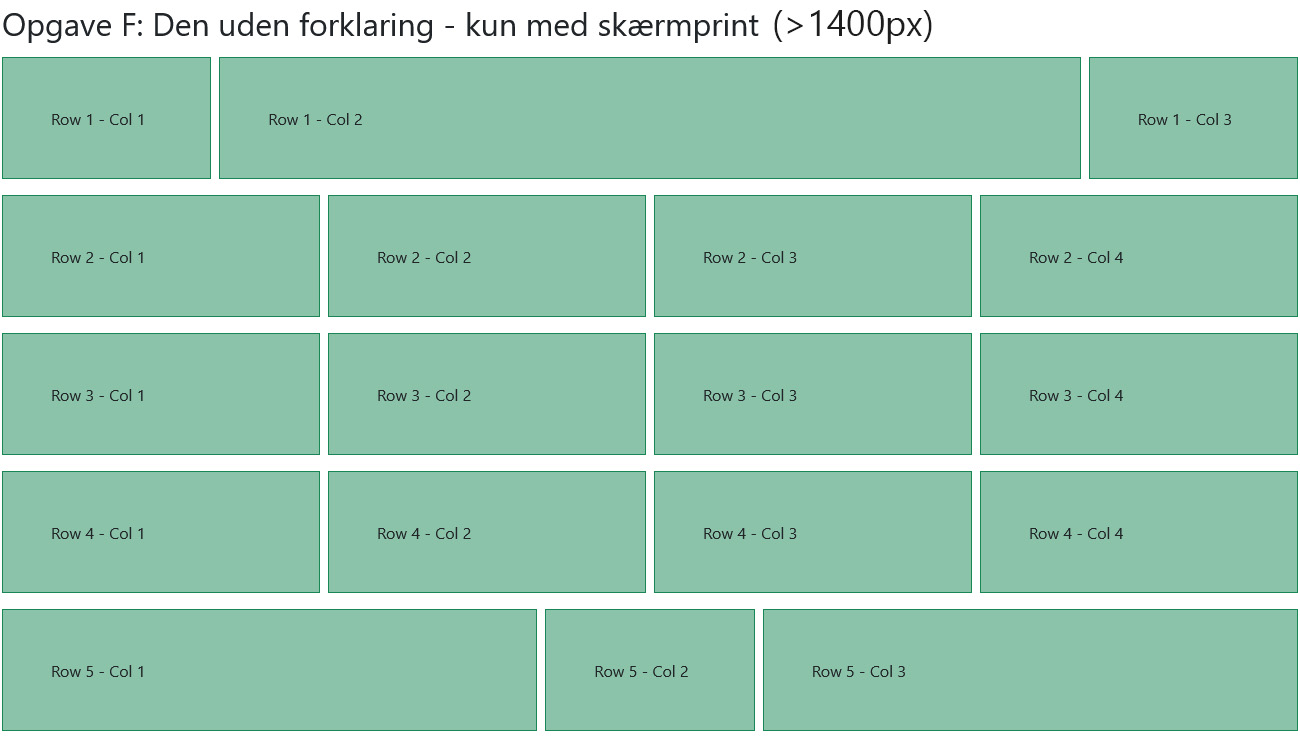 Opgave F: Den uden forklaring - kun med skærmprint (>1400px)
Row 1 - Col 1 Row 1 - Col 2 Row 1 - Col 3
Row 2 - Col 1 Row 2 - Col 2 Row 2 - Col 3 Row 2 - Col 4
Row 3 - Col 1 Row 3 - Col 2 Row 3 - Col 3 Row 3 - Col 4
Row 4 - Col 1 Row 4 - Col 2 Row 4 - Col 3 Row 4 - Col 4
Row 5 - Col 1 Row 5 - Col 2 Row 5 - Col 3